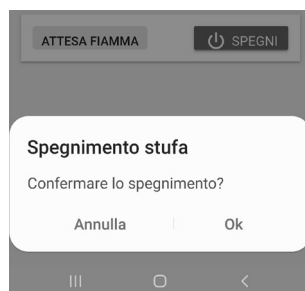 ATTESA FIAMMA
SPEGNI
Spegnimento stufa
Confermare lo spegnimento?
Annulla
Ok